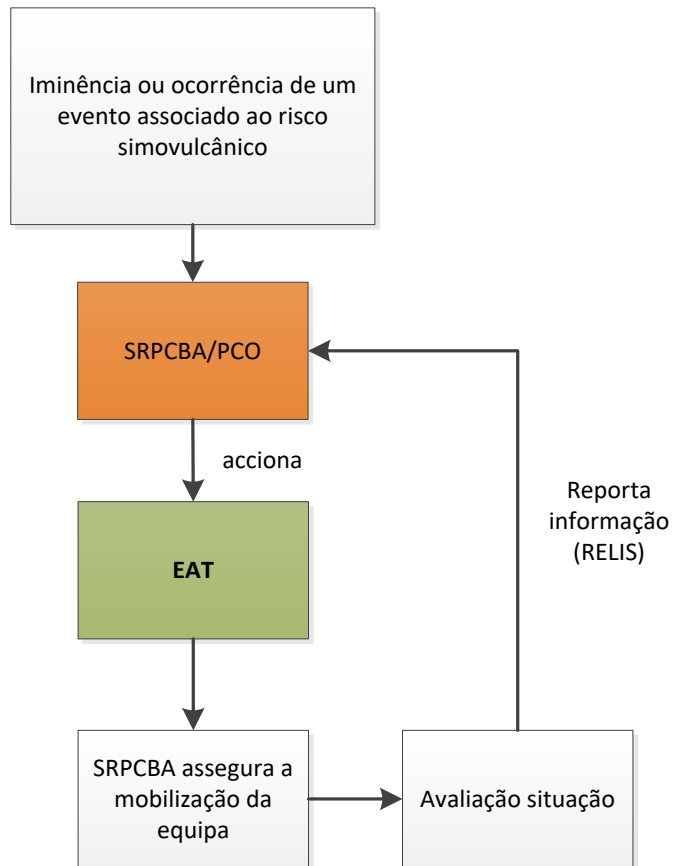 Iminência ou ocorrência de um
evento associado ao risco
simovulcânico
SRPCBA/PCO
acciona
EAT
Reporta
informação
(RELIS)
SRPCBA assegura a
mobilização da
equipa
Avaliação situação